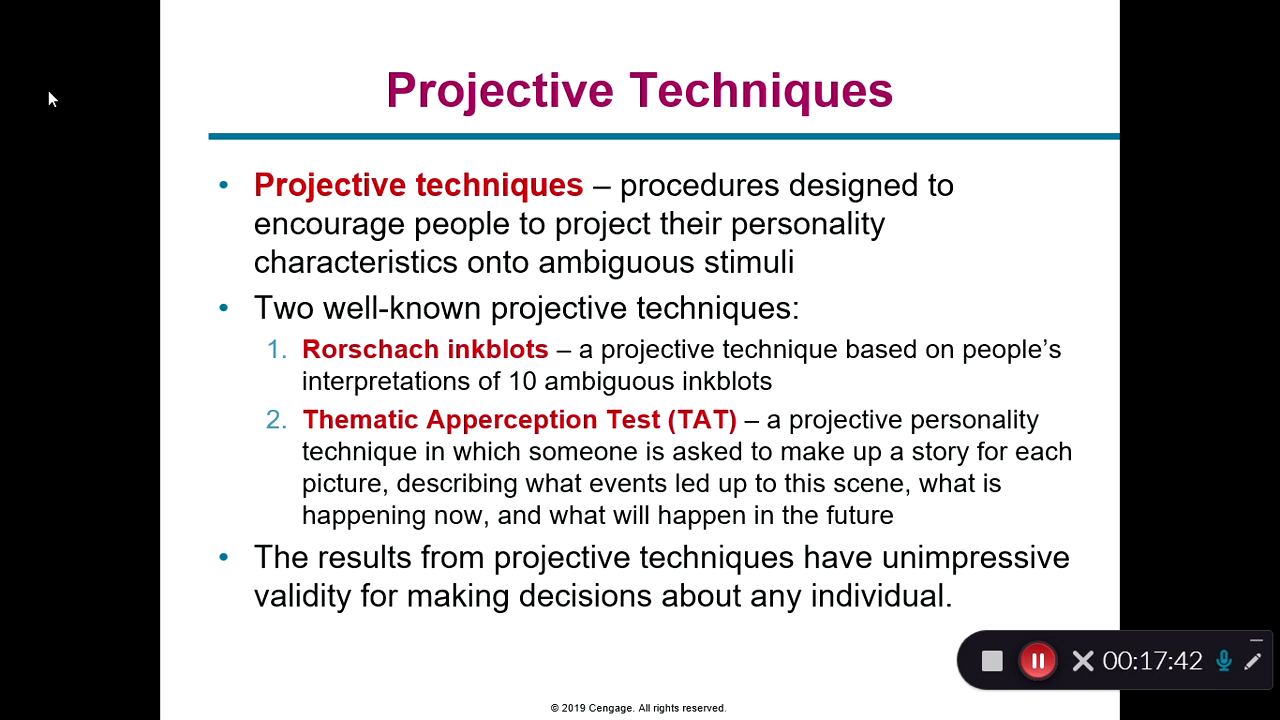 Projective Techniques
• Projective techniques – procedures designed to
encourage people to project their personality
characteristics onto ambiguous stimuli
• Two well-known projective techniques:
1. Rorschach inkblots – a projective technique based on people’s
interpretations of 10 ambiguous inkblots
2. Thematic Apperception Test (TAT) – a projective personality
technique in which someone is asked to make up a story for each
picture, describing what events led up to this scene, what is
happening now, and what will happen in the future
• The results from projective techniques have unimpressive
validity for making decisions about any individual.
00:17:42
© 2019 Cengage. All rights reserved.